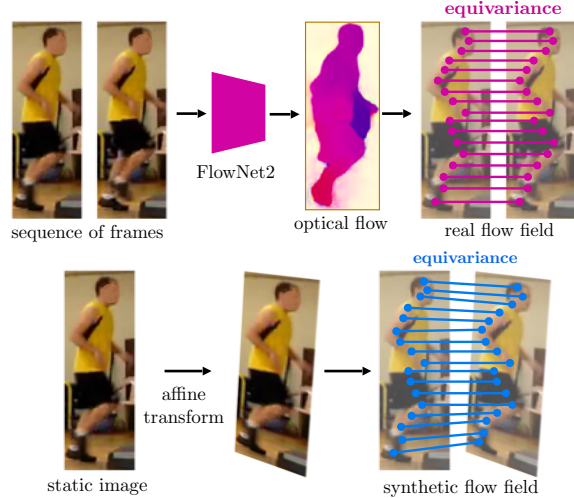 equivariance
FlowNet2
sequence of frames
optical flow
real flow field
equivariance
affine
transform
static image
synthetic flow field